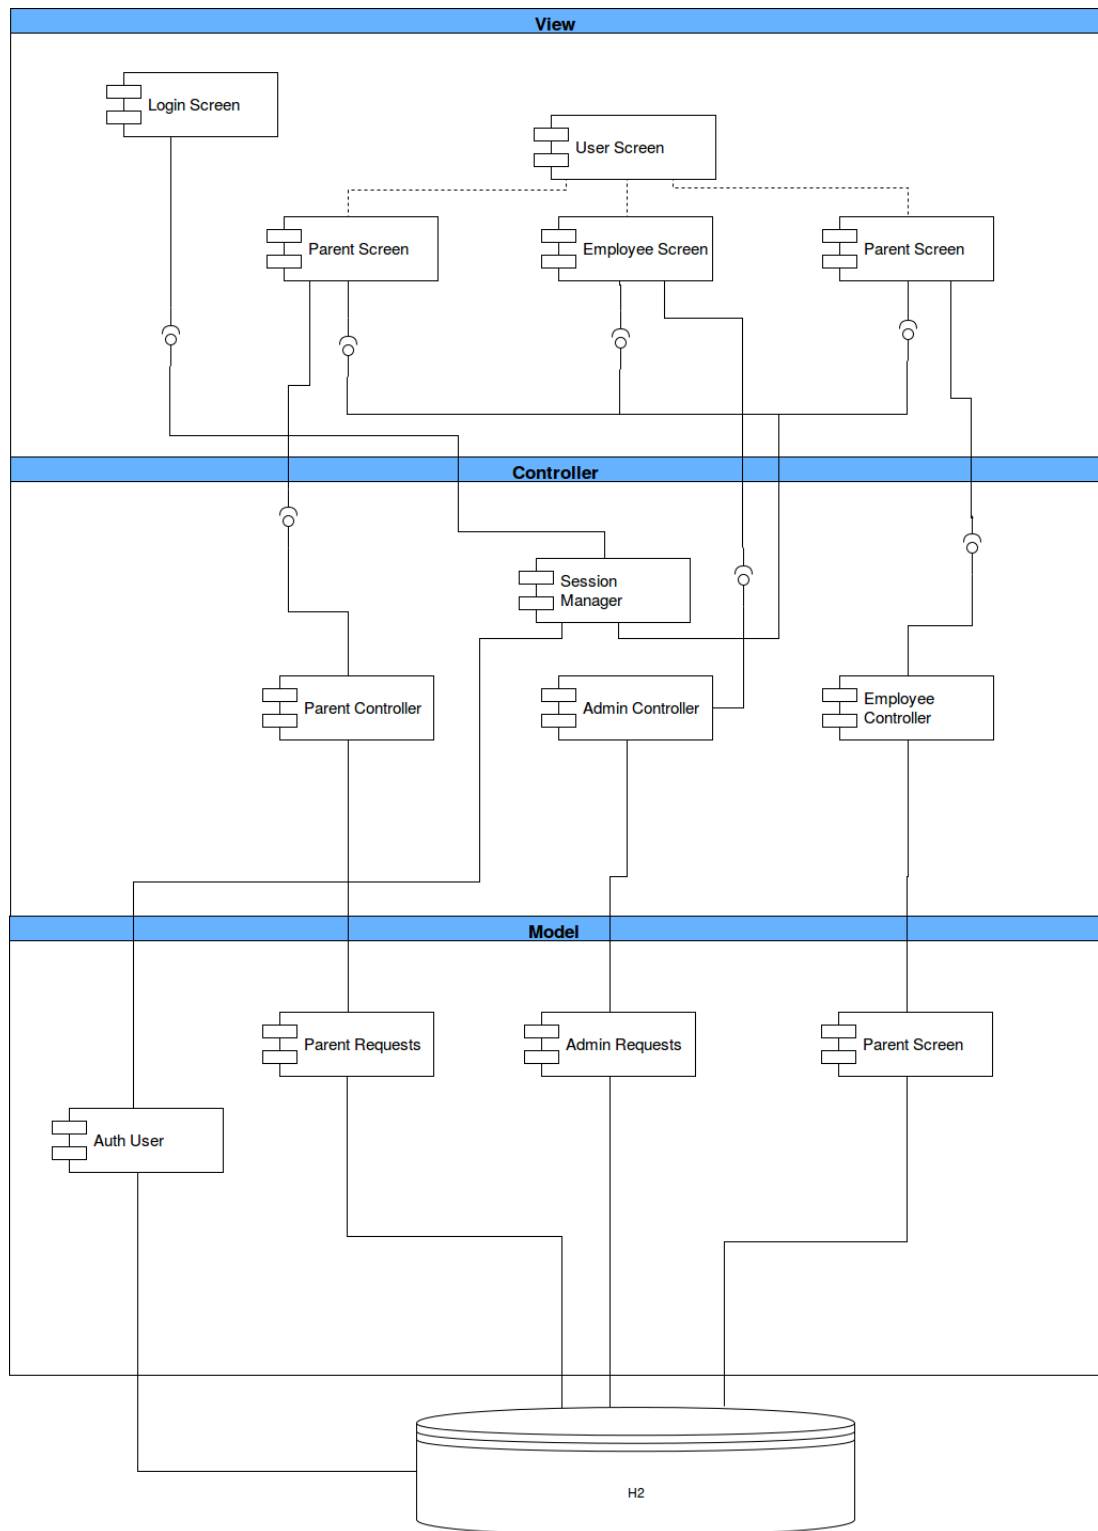 View
Login Screen
User Screen
Parent Screen
Employee Screen
Parent Screen
Controller
Session
Manager
Parent Controller
Admin Controller
Employee
Controller
Model
Parent Requests
Admin Requests
Parent Screen
Auth User
H2